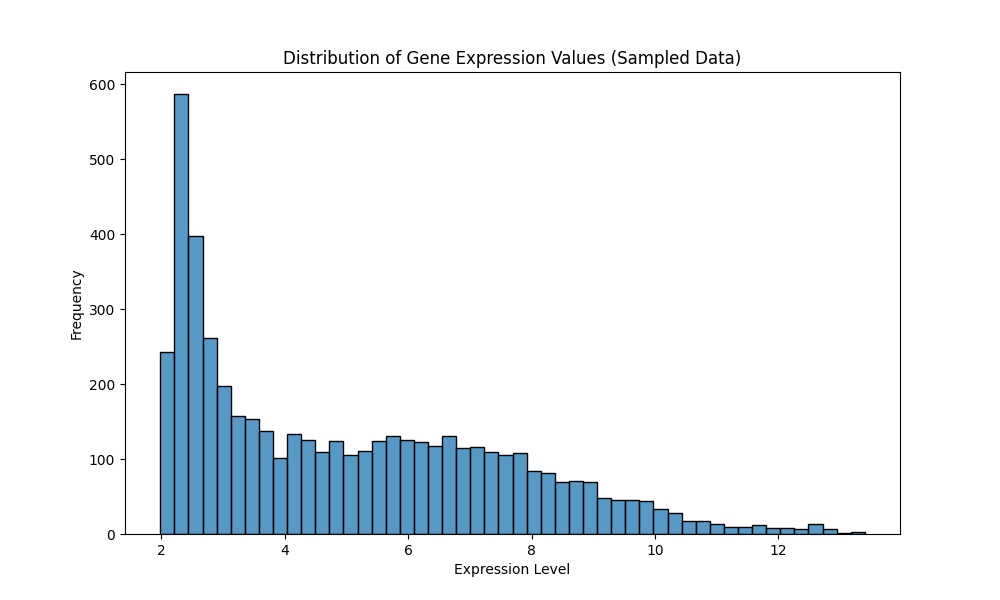 Distribution of Gene Expression Values (Sampled Data)
600
500
400
300
200
100
0
Frequency
2 4 6 8 10 12
Expression Level